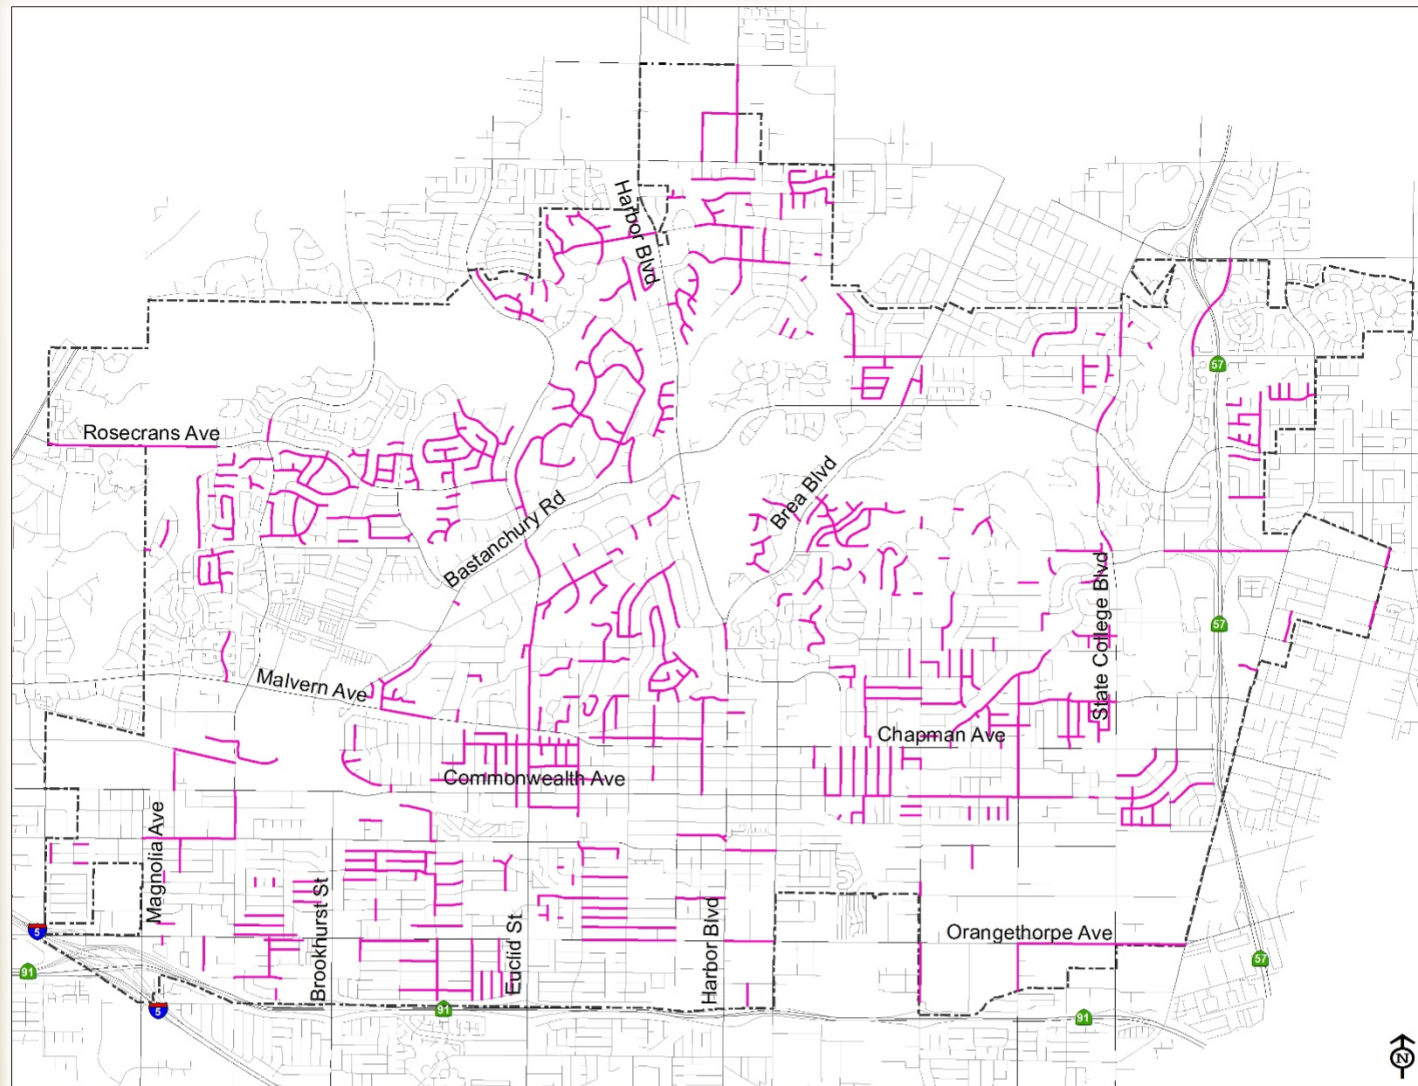 Harbor Blvd
57
Rosecrans Ave
Brea Blvd
Bastanchury Rd
State College Blvd
57
Malvern Ave
Chapman Ave
Commonwealth Ave
Magnolia Ave
Brookhurst St
Euclid St
Harbor Blvd
Orangethorpe Ave
5
57
91
5
91
91
N